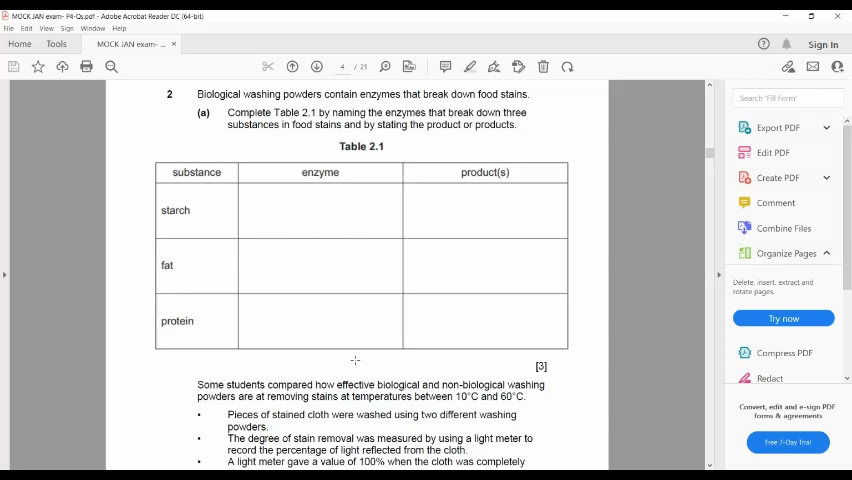 MOCK JAN exam- P4-Qs.pdf - Adobe Acrobat Reader DC (64-bit)
File Edit View Sign Window Help
Home Tools MOCK JAN exam- ... × Sign In
4 / 21
2 Biological washing powders contain enzymes that break down food stains.
(a) Complete Table 2.1 by naming the enzymes that break down three
substances in food stains and by stating the product or products.
Table 2.1
substance enzyme product(s)
starch
fat
protein
[3]
Some students compared how effective biological and non-biological washing
powders are at removing stains at temperatures between 10°C and 60°C.
• Pieces of stained cloth were washed using two different washing
powders.
• The degree of stain removal was measured by using a light meter to
record the percentage of light reflected from the cloth.
• A light meter gave a value of 100% when the cloth was completely
Search 'Fill Form'
Export PDF
Edit PDF
Create PDF
Comment
Combine Files
Organize Pages
Delete, insert, extract and
rotate pages.
Try now
Compress PDF
Redact
Convert, edit and e-sign PDF
forms & agreements
Free 7-Day Trial